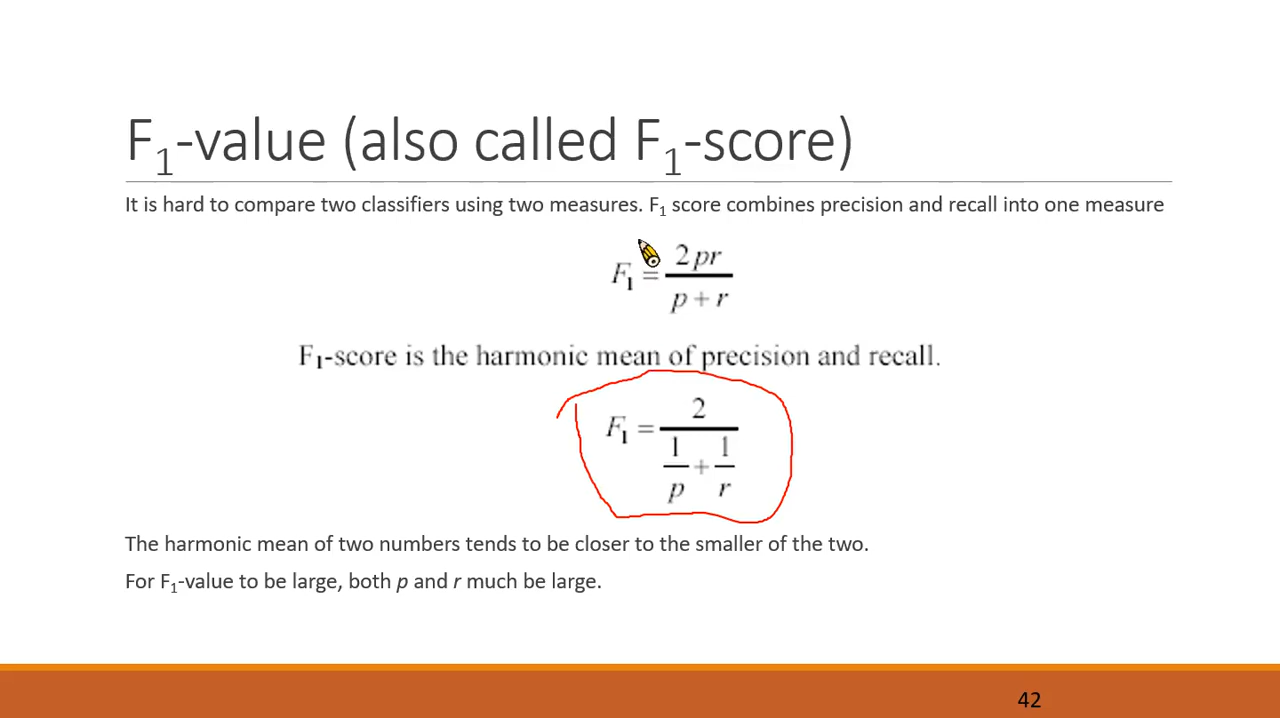 F₁-value (also called F₁-score)
It is hard to compare two classifiers using two measures. F₁ score combines precision and recall into one measure
F₁ = 2pr / p + r
F₁-score is the harmonic mean of precision and recall.
F₁ = 2 / 1/p + 1/r
The harmonic mean of two numbers tends to be closer to the smaller of the two.
For F₁-value to be large, both p and r much be large.
42